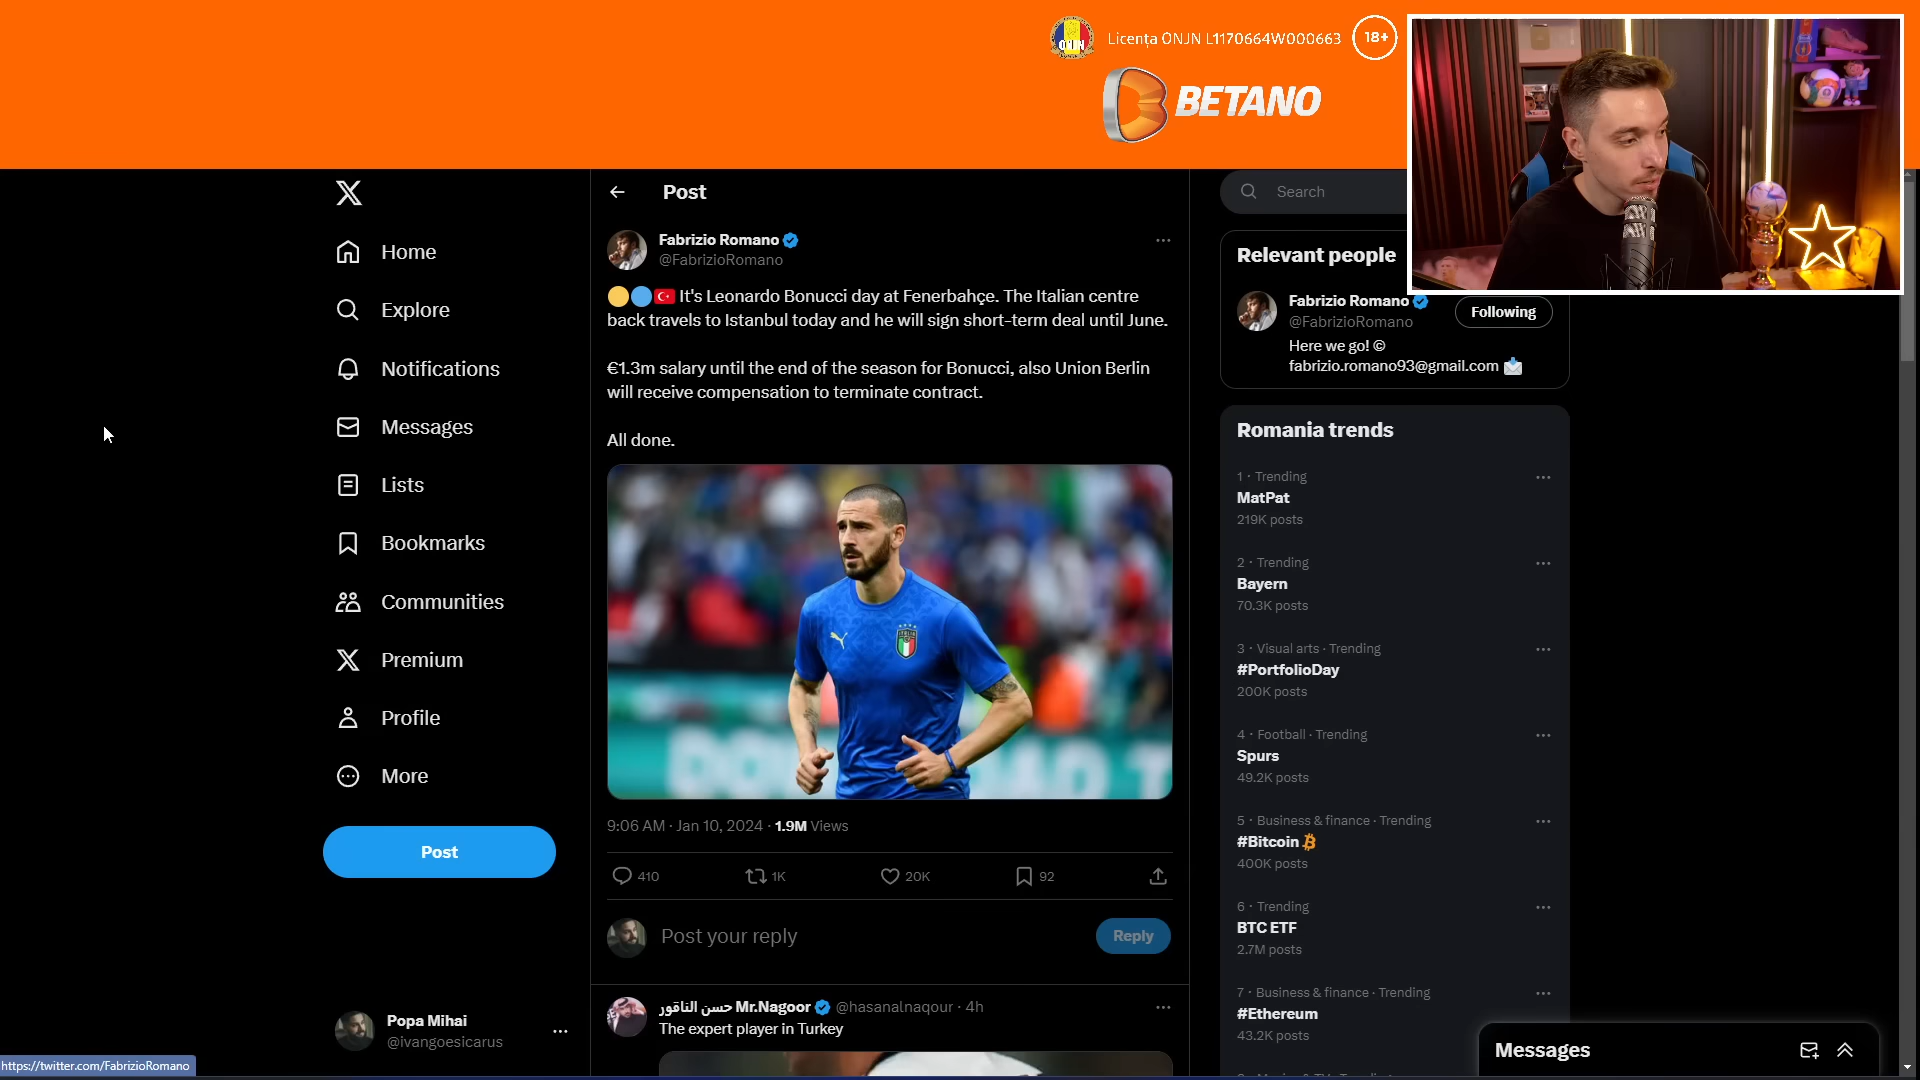 Licența ONJN L1170664W000663
18+
ONJN
BETANO
X
Home
Explore
Notifications
Messages
Lists
Bookmarks
Communities
Premium
Profile
More
Post
Popa Mihai
@ivangoesicarus
https://twitter.com/FabrizioRomano
Post
Fabrizio Romano
@FabrizioRomano
It's Leonardo Bonucci day at Fenerbahçe. The Italian centre
back travels to Istanbul today and he will sign short-term deal until June.
€1.3m salary until the end of the season for Bonucci, also Union Berlin
will receive compensation to terminate contract.
All done.
ITALIA
9:06 AM · Jan 10, 2024 · 1.9M Views
410
1K
20K
92
Post your reply
Reply
حسن الناقور Mr.Nagoor @hasanalnaqour · 4h
The expert player in Turkey
Search
Relevant people
Fabrizio Romano
@FabrizioRomano
Following
Here we go! ©
fabrizio.romano93@gmail.com
Romania trends
1 · Trending
MatPat
219K posts
2 · Trending
Bayern
70.3K posts
3 · Visual arts · Trending
#PortfolioDay
200K posts
4 · Football · Trending
Spurs
49.2K posts
5 · Business & finance · Trending
#Bitcoin
400K posts
6 · Trending
BTC ETF
2.7M posts
7 · Business & finance · Trending
#Ethereum
43.2K posts
Messages